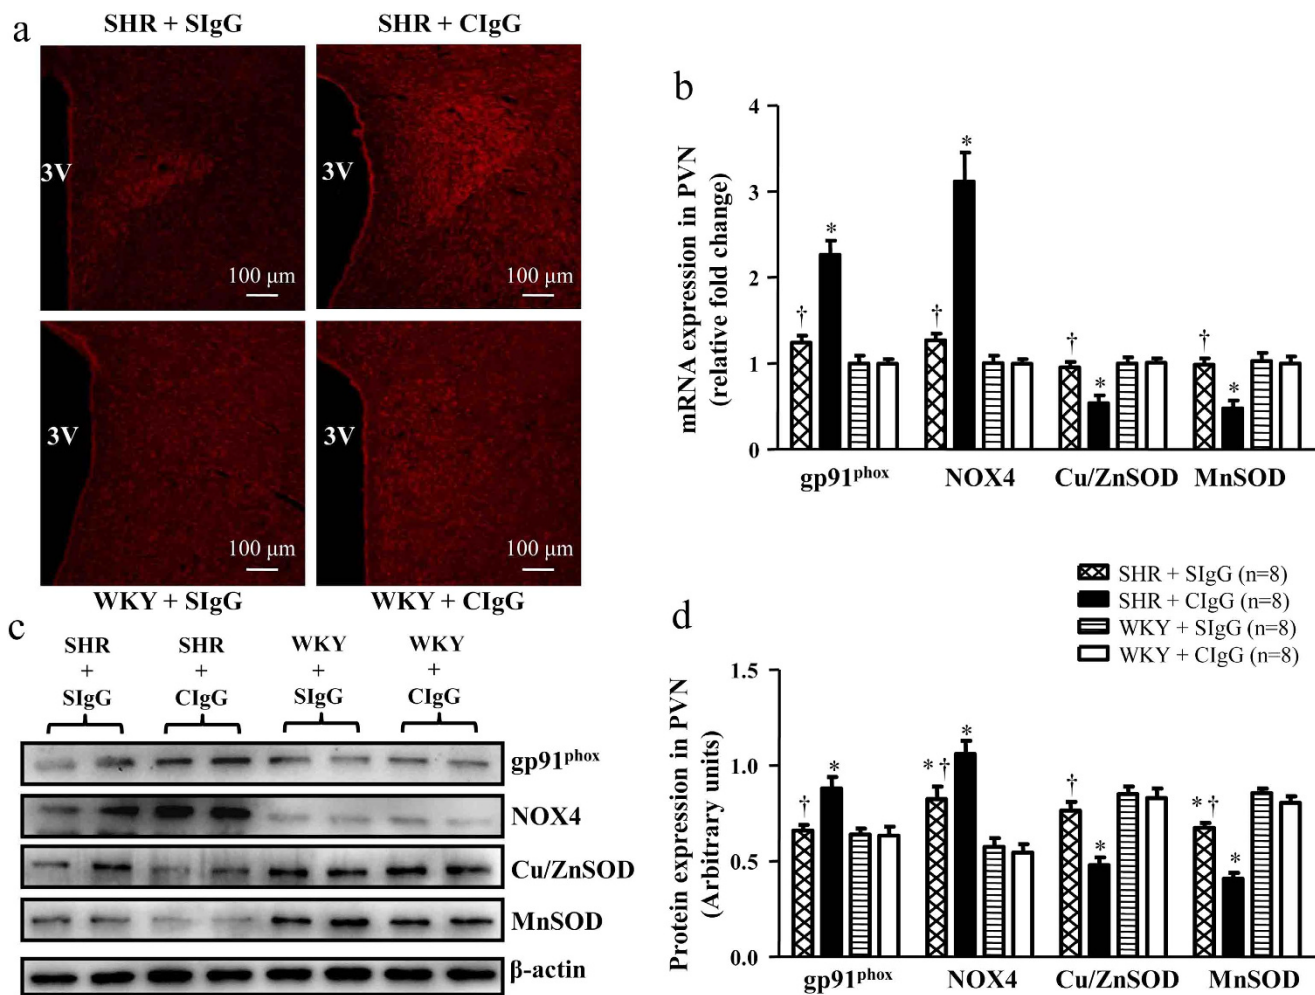 a
SHR + SIgG
SHR + CIgG
3V
100 μm
3V
100 μm
3V
100 μm
3V
100 μm
WKY + SIgG
WKY + CIgG
b
mRNA expression in PVN
(relative fold change)
4
3
2
1
0
†
*
†
*
†
*
†
*
gp91phox
NOX4
Cu/ZnSOD
MnSOD
c
SHR
+
SIgG
SHR
+
CIgG
WKY
+
SIgG
WKY
+
CIgG
gp91phox
NOX4
Cu/ZnSOD
MnSOD
β-actin
SHR + SIgG (n=8)
SHR + CIgG (n=8)
WKY + SIgG (n=8)
WKY + CIgG (n=8)
d
Protein expression in PVN
(Arbitrary units)
1.5
1.0
0.5
0.0
†
*
* †
*
†
*
* †
*
gp91phox
NOX4
Cu/ZnSOD
MnSOD